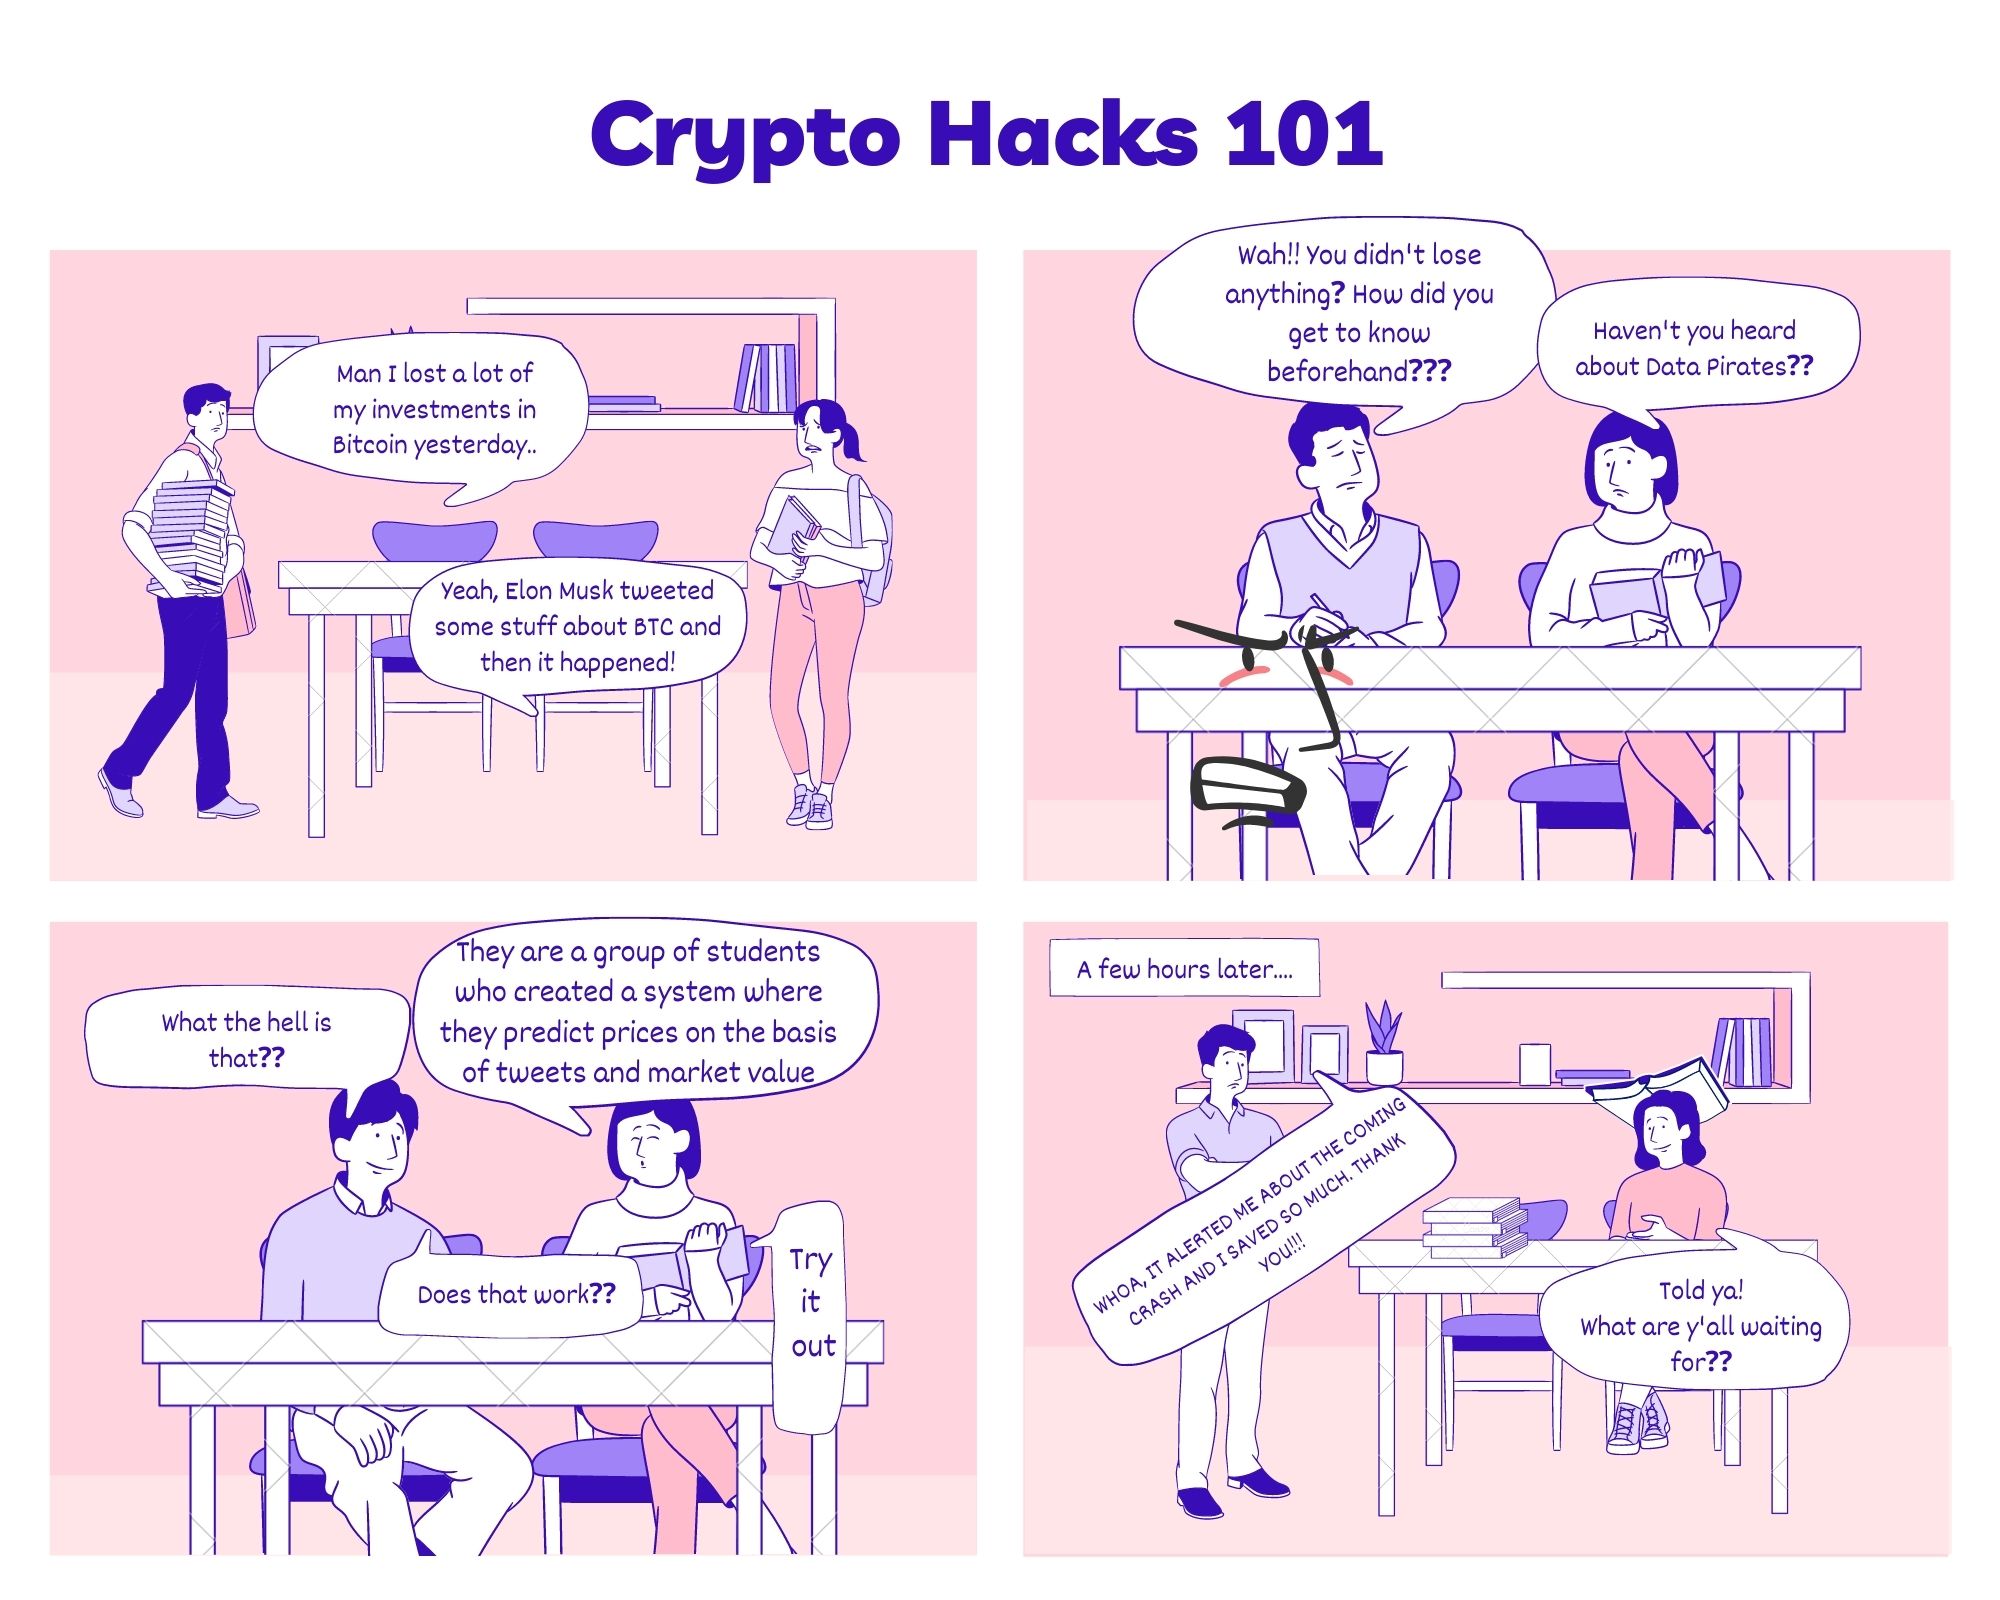 Crypto Hacks 101
Man I lost a lot of
my investments in
Bitcoin yesterday..
Yeah, Elon Musk tweeted
some stuff about BTC and
then it happened!
Wah!! You didn't lose
anything? How did you
get to know
beforehand???
Haven't you heard
about Data Pirates??
What the hell is
that??
They are a group of students
who created a system where
they predict prices on the basis
of tweets and market value
Does that work??
Try
it
out
A few hours later....
WHOA, IT ALERTED ME ABOUT THE COMING
CRASH AND I SAVED SO MUCH. THANK
YOU!!!
Told ya!
What are y'all waiting
for??